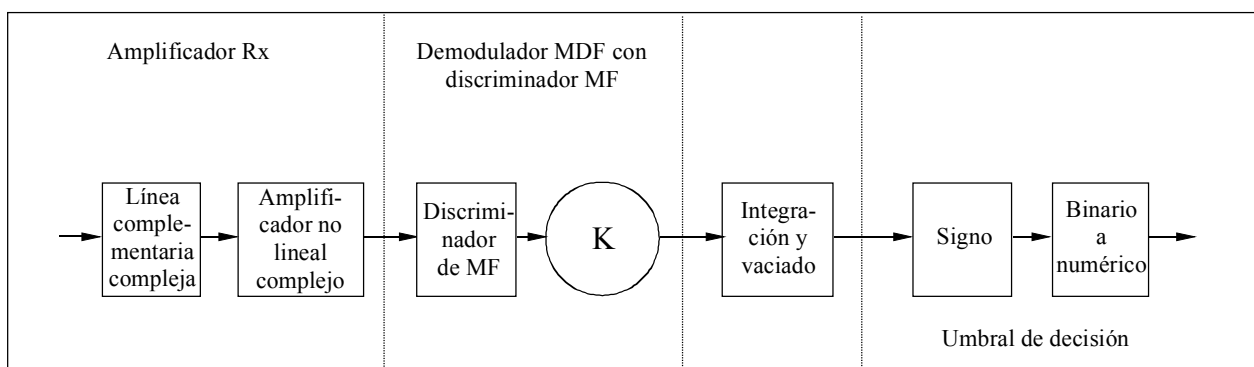 Amplificador Rx
Demodulador MDF con
discriminador MF
Línea
comple-
mentaria
compleja
Amplifi-
cador no
lineal
complejo
Discrimi-
nador
de MF
K
Integra-
ción y
vaciado
Signo
Binario
a
numérico
Umbral de decisión